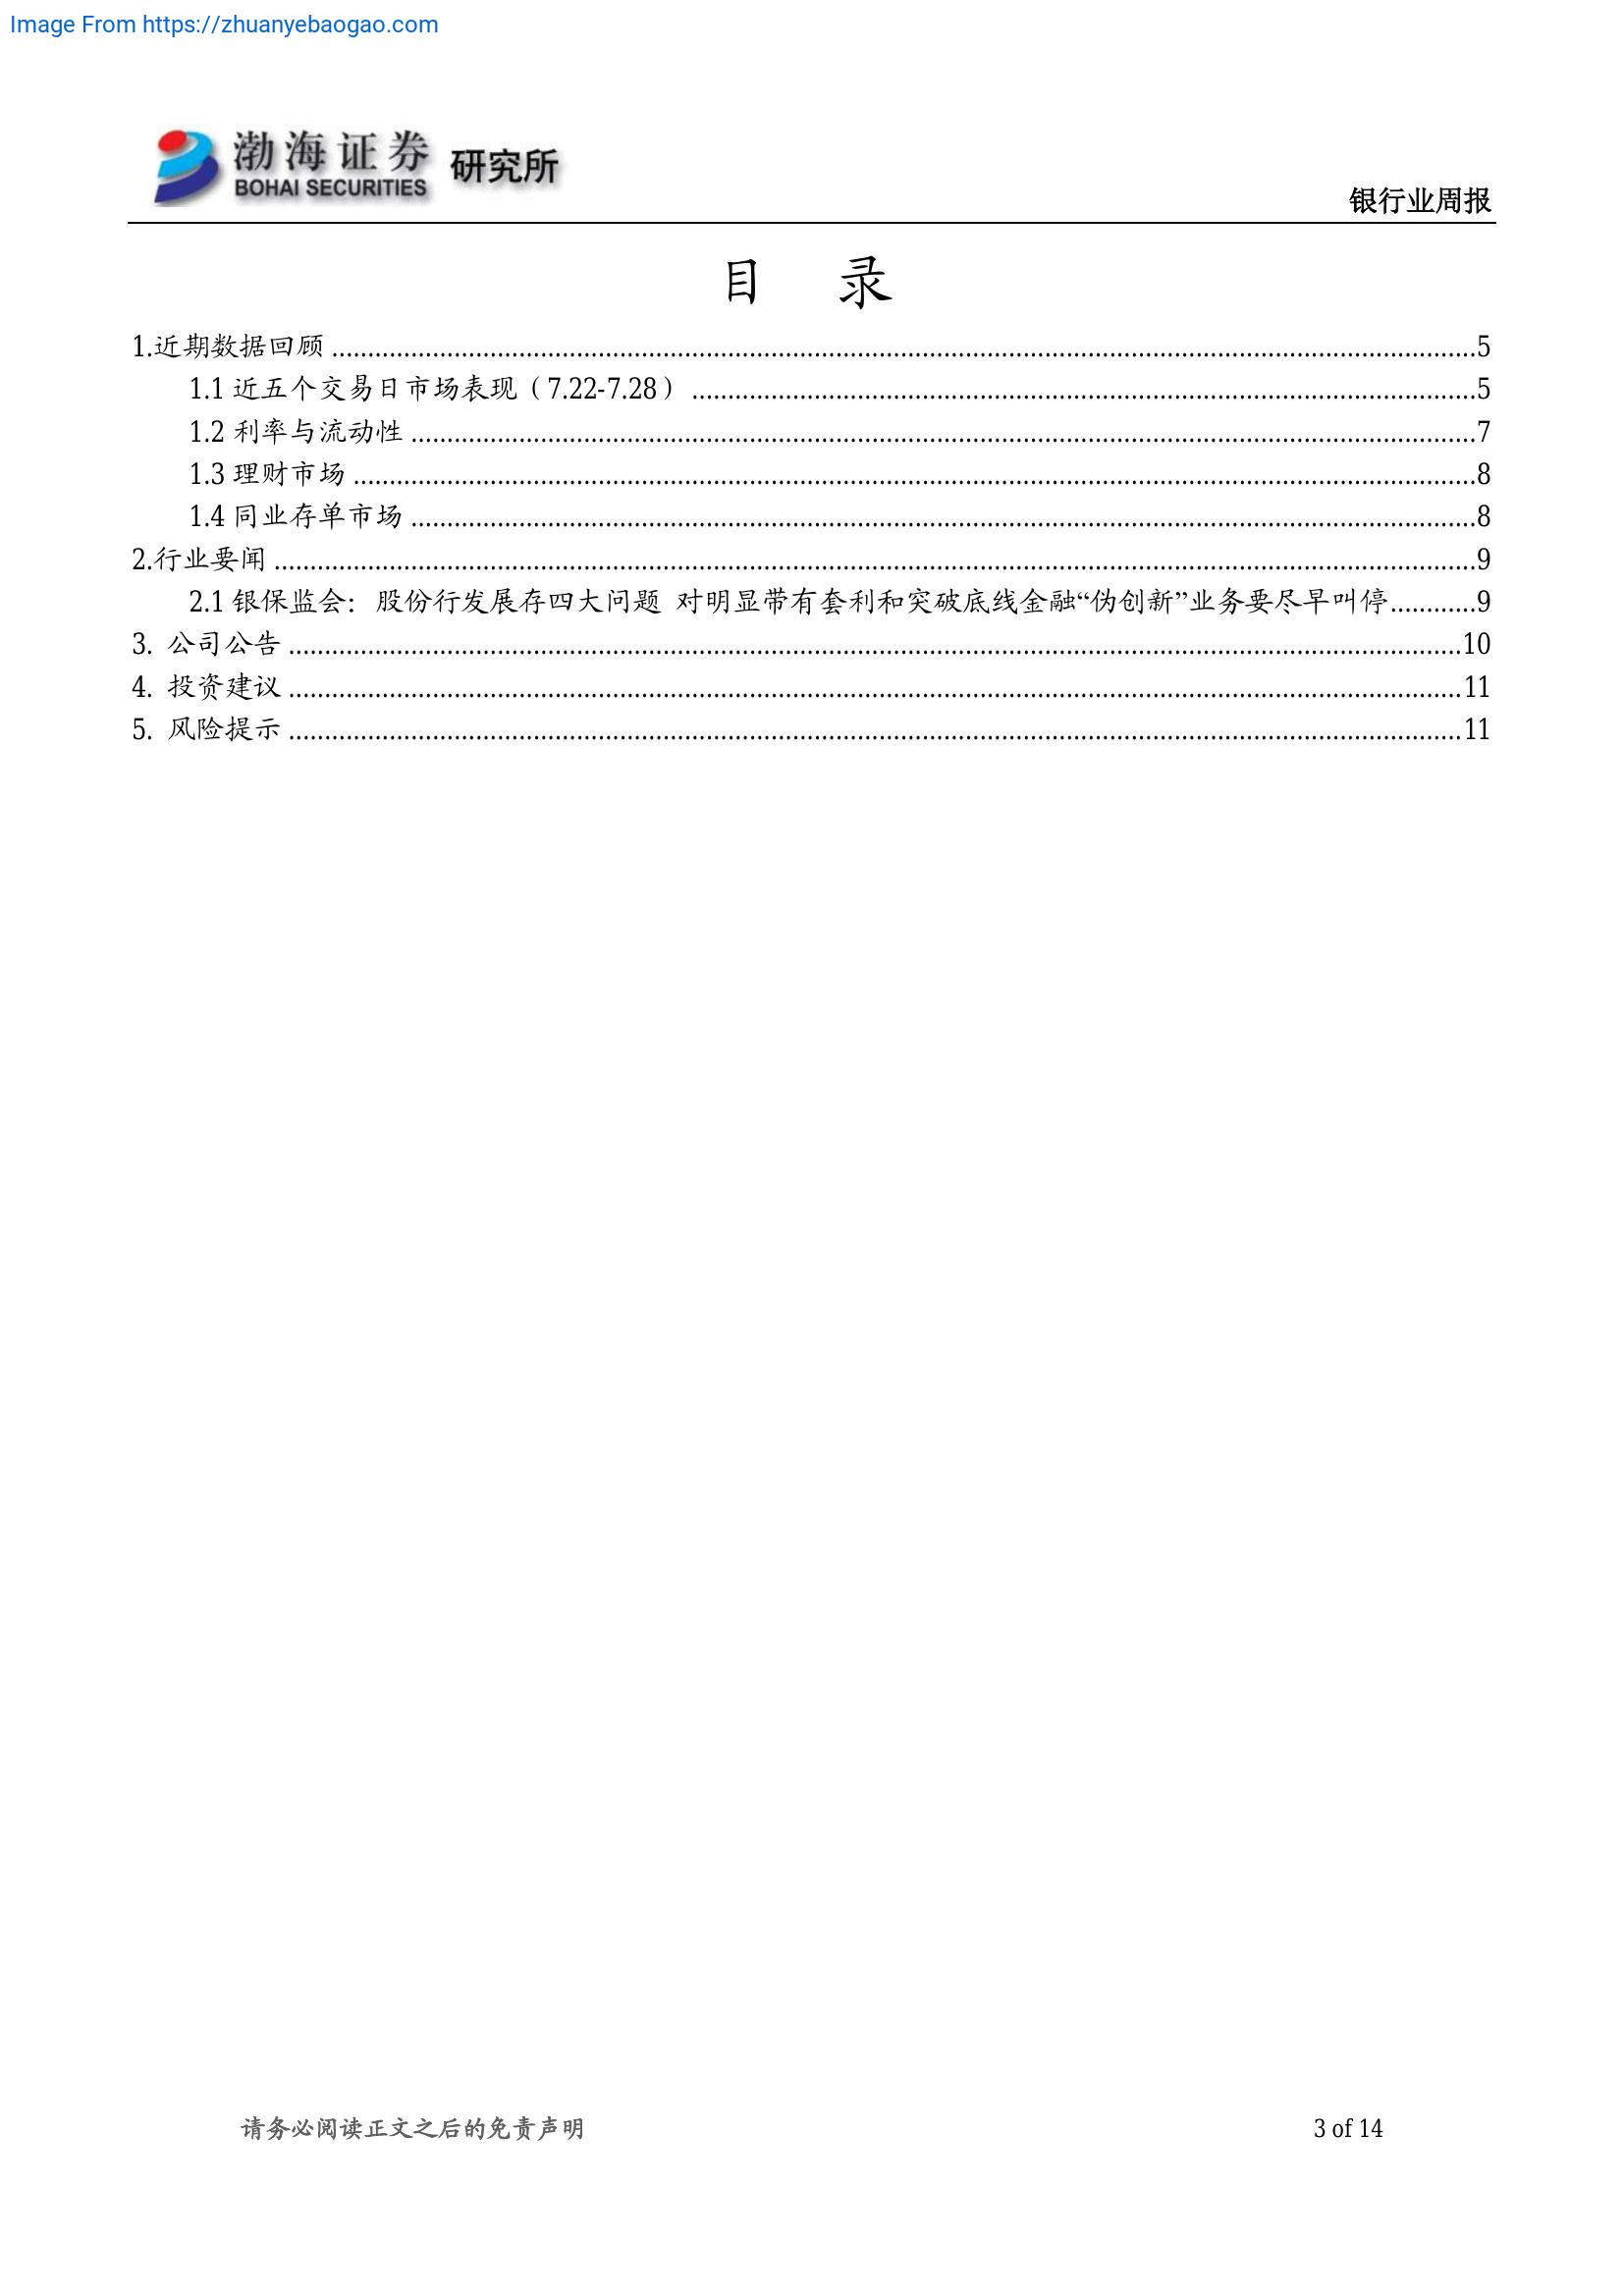 Image From https://zhuanyebaogao.com
渤海证券 研究所
BOHAI SECURITIES
银行业周报
目 录
1.近期数据回顾 ........................................ 5
1.1 近五个交易日市场表现（7.22-7.28） ........................................ 5
1.2 利率与流动性 ........................................ 7
1.3 理财市场 ........................................ 8
1.4 同业存单市场 ........................................ 8
2.行业要闻 ........................................ 9
2.1 银保监会：股份行发展存四大问题 对明显带有套利和突破底线金融“伪创新”业务要尽早叫停............9
3. 公司公告 ........................................ 10
4. 投资建议 ........................................ 11
5. 风险提示 ........................................ 11
请务必阅读正文之后的免责声明 3 of 14